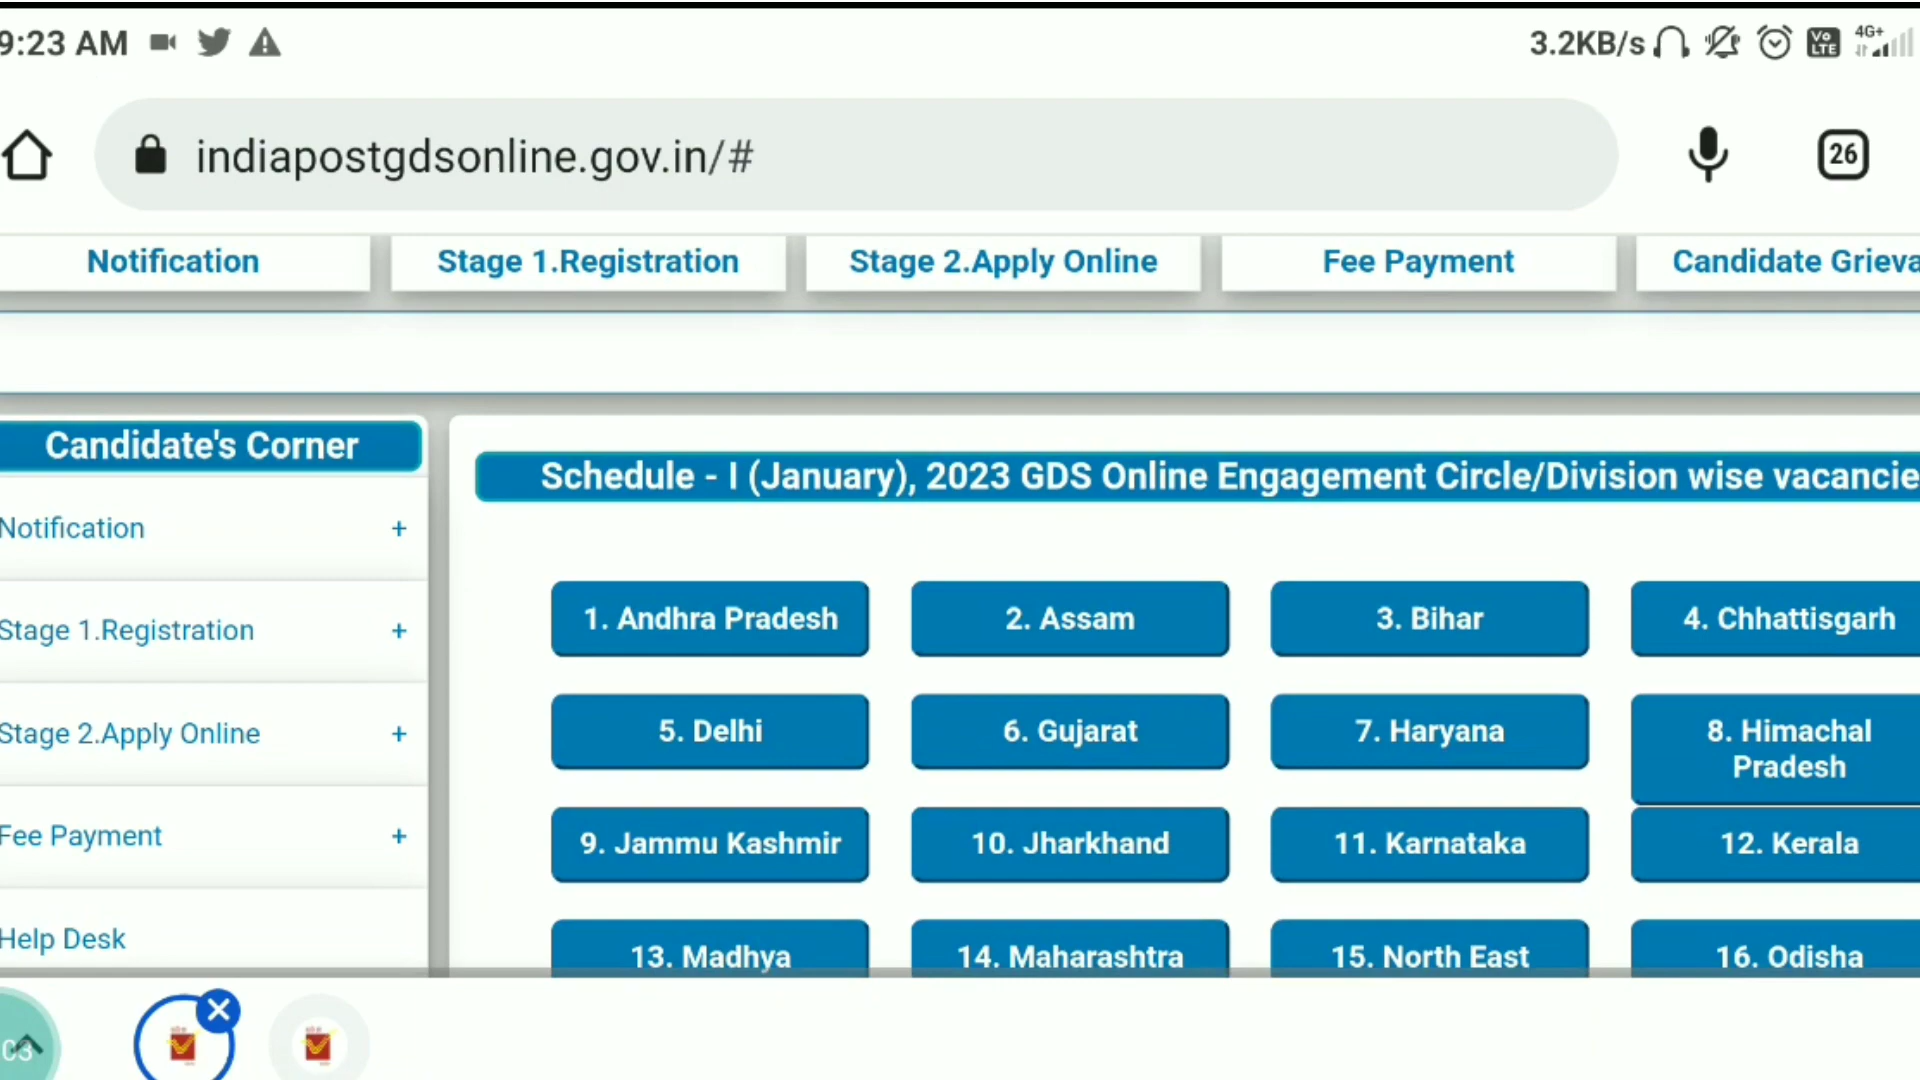 9:23 AM
3.2KB/s
Vo
LTE
4G+
indiapostgdsonline.gov.in/#
26
Notification
Stage 1.Registration
Stage 2.Apply Online
Fee Payment
Candidate Grieva
Candidate's Corner
Notification +
Stage 1.Registration +
Stage 2.Apply Online +
Fee Payment +
Help Desk
Schedule - I (January), 2023 GDS Online Engagement Circle/Division wise vacancie
1. Andhra Pradesh
2. Assam
3. Bihar
4. Chhattisgarh
5. Delhi
6. Gujarat
7. Haryana
8. Himachal
Pradesh
9. Jammu Kashmir
10. Jharkhand
11. Karnataka
12. Kerala
13. Madhya
14. Maharashtra
15. North East
16. Odisha